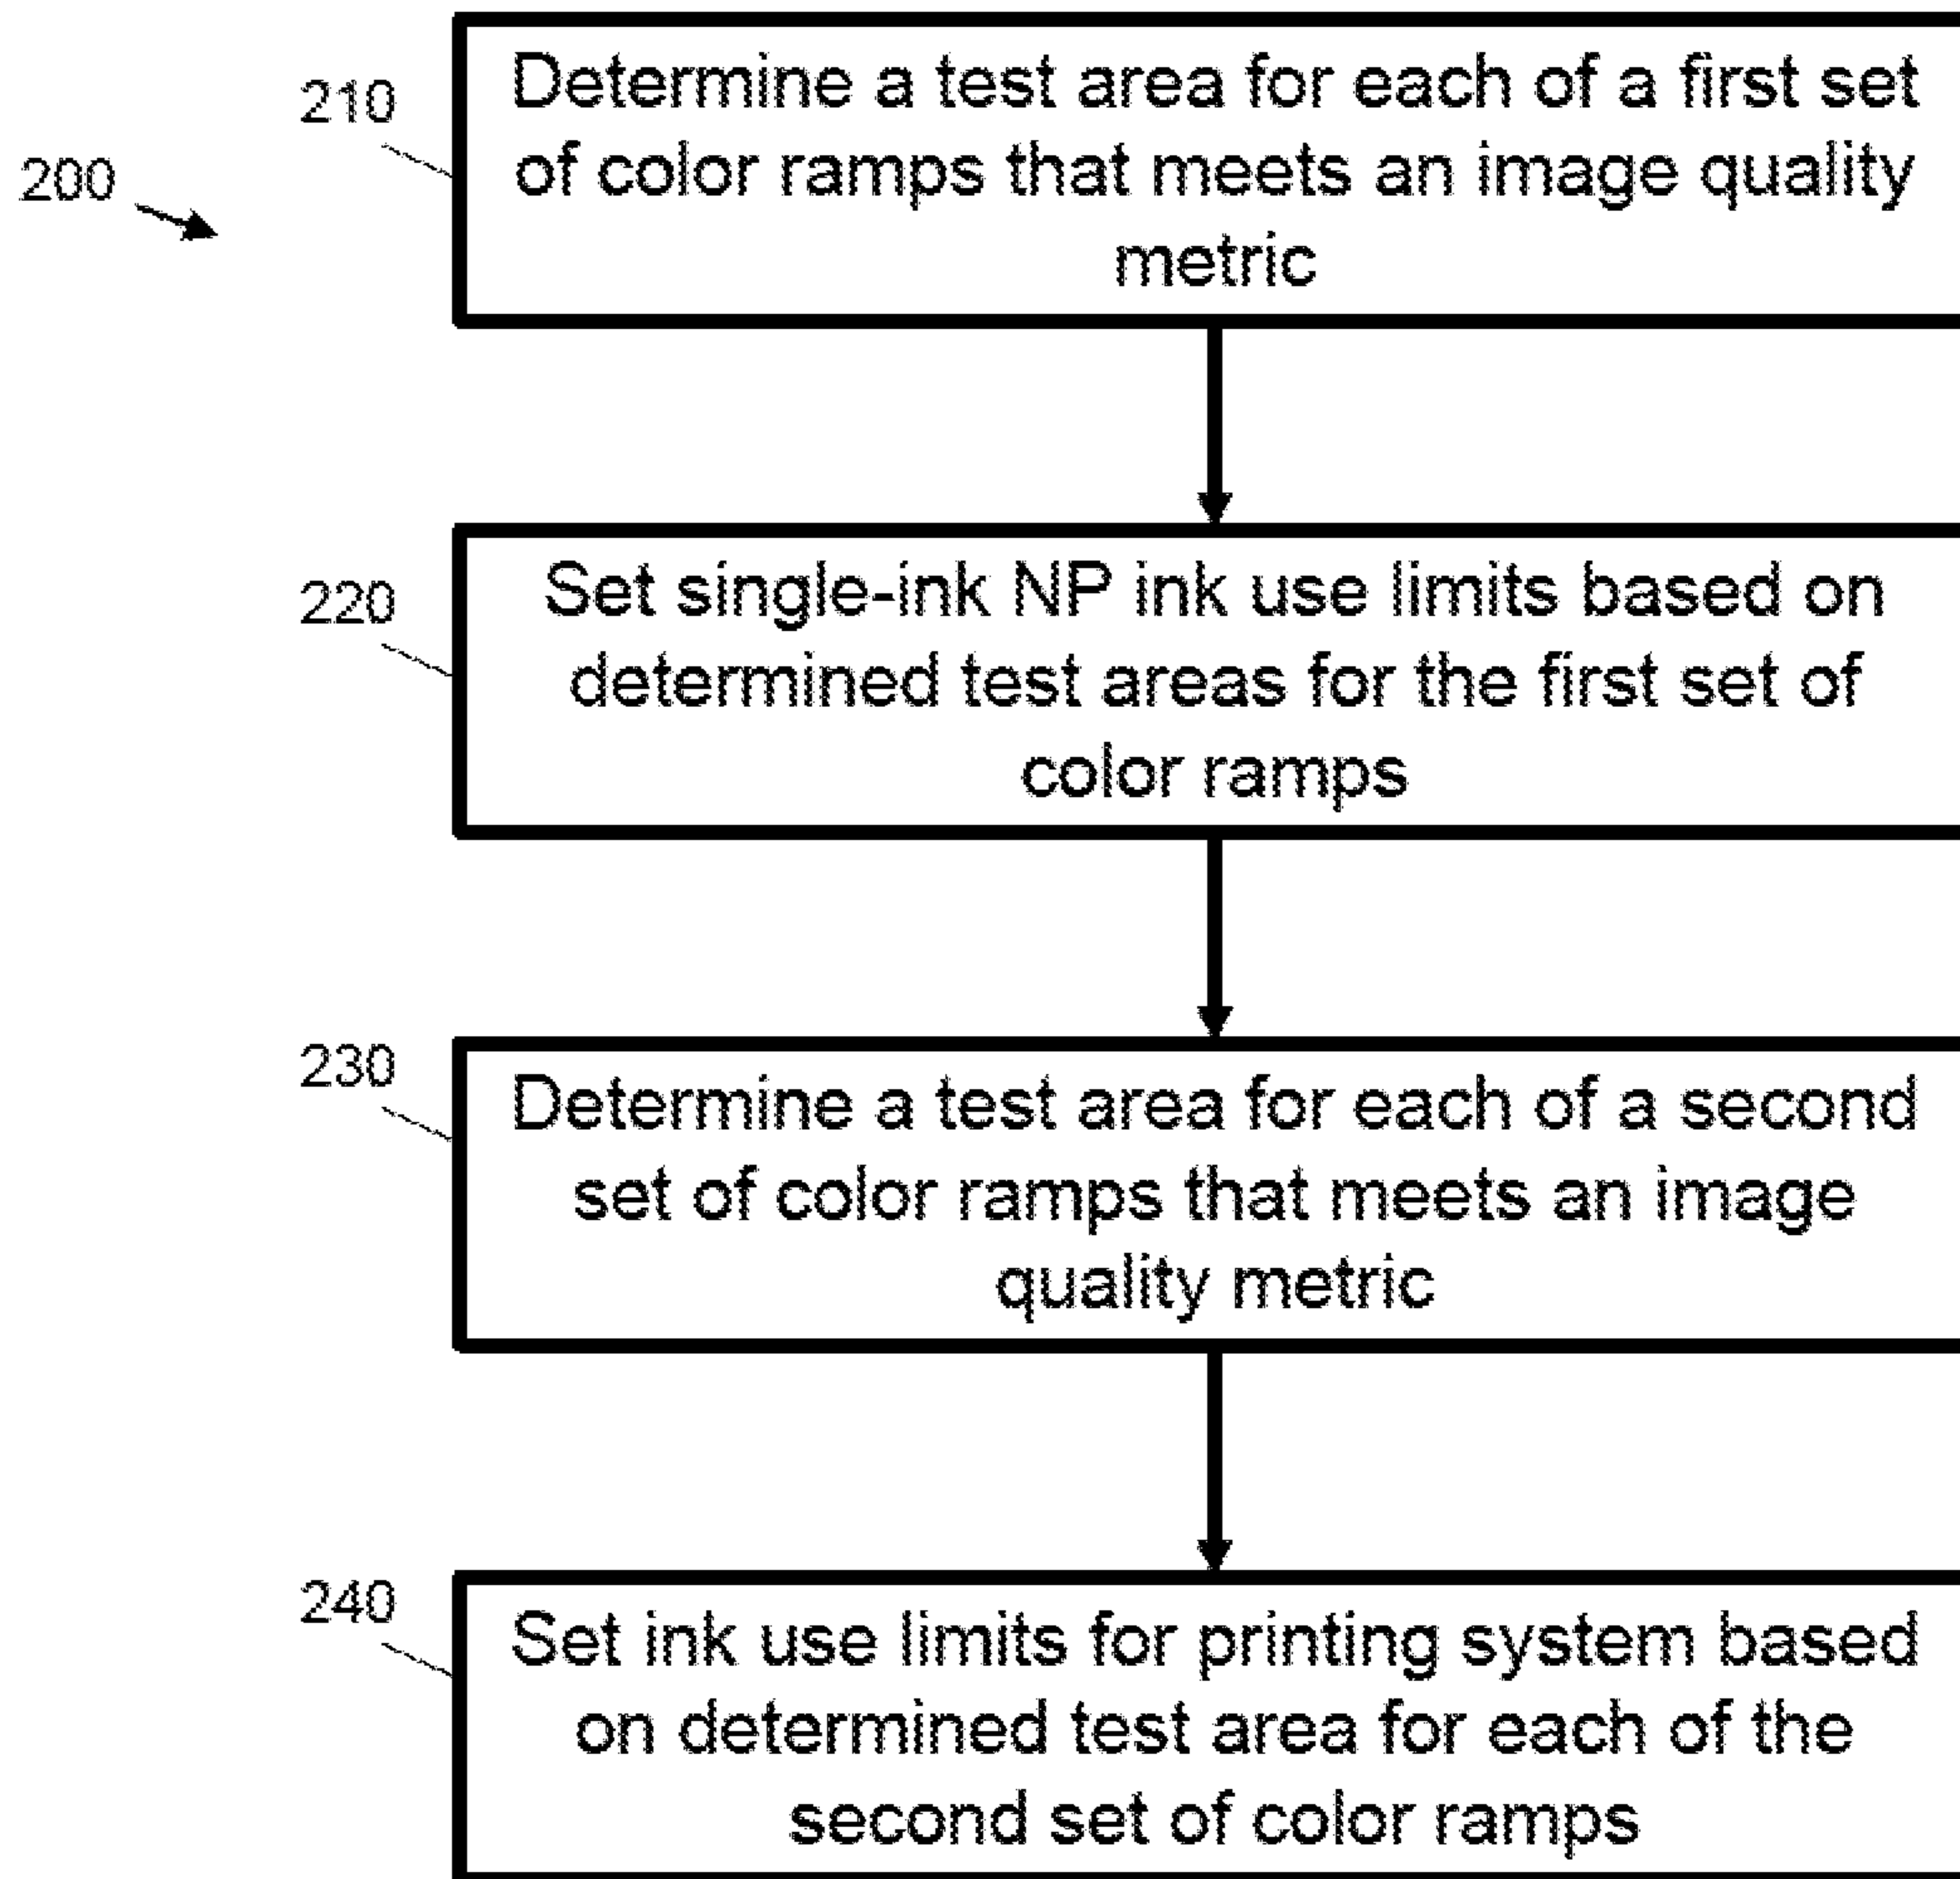 200
210
Determine a test area for each of a first set
of color ramps that meets an image quality
metric
220
Set single-ink NP ink use limits based on
determined test areas for the first set of
color ramps
230
Determine a test area for each of a second
set of color ramps that meets an image
quality metric
240
Set ink use limits for printing system based
on determined test area for each of the
second set of color ramps